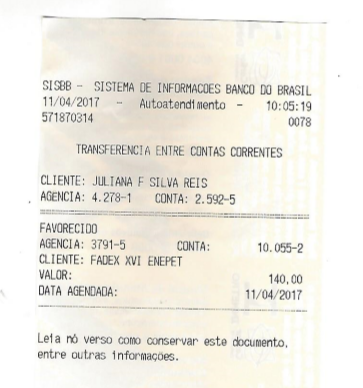 SISBB - SISTEMA DE INFORMACOES BANCO DO BRASIL
11/04/2017 - Autoatendimento - 10:05:19
571870314 0078
TRANSFERENCIA ENTRE CONTAS CORRENTES
CLIENTE: JULIANA F SILVA REIS
AGENCIA: 4.278-1 CONTA: 2.592-5
FAVORECIDO
AGENCIA: 3791-5 CONTA: 10.055-2
CLIENTE: FADEX XVI ENEPET
VALOR: 140,00
DATA AGENDADA: 11/04/2017
Leia no verso como conservar este documento,
entre outras informações.